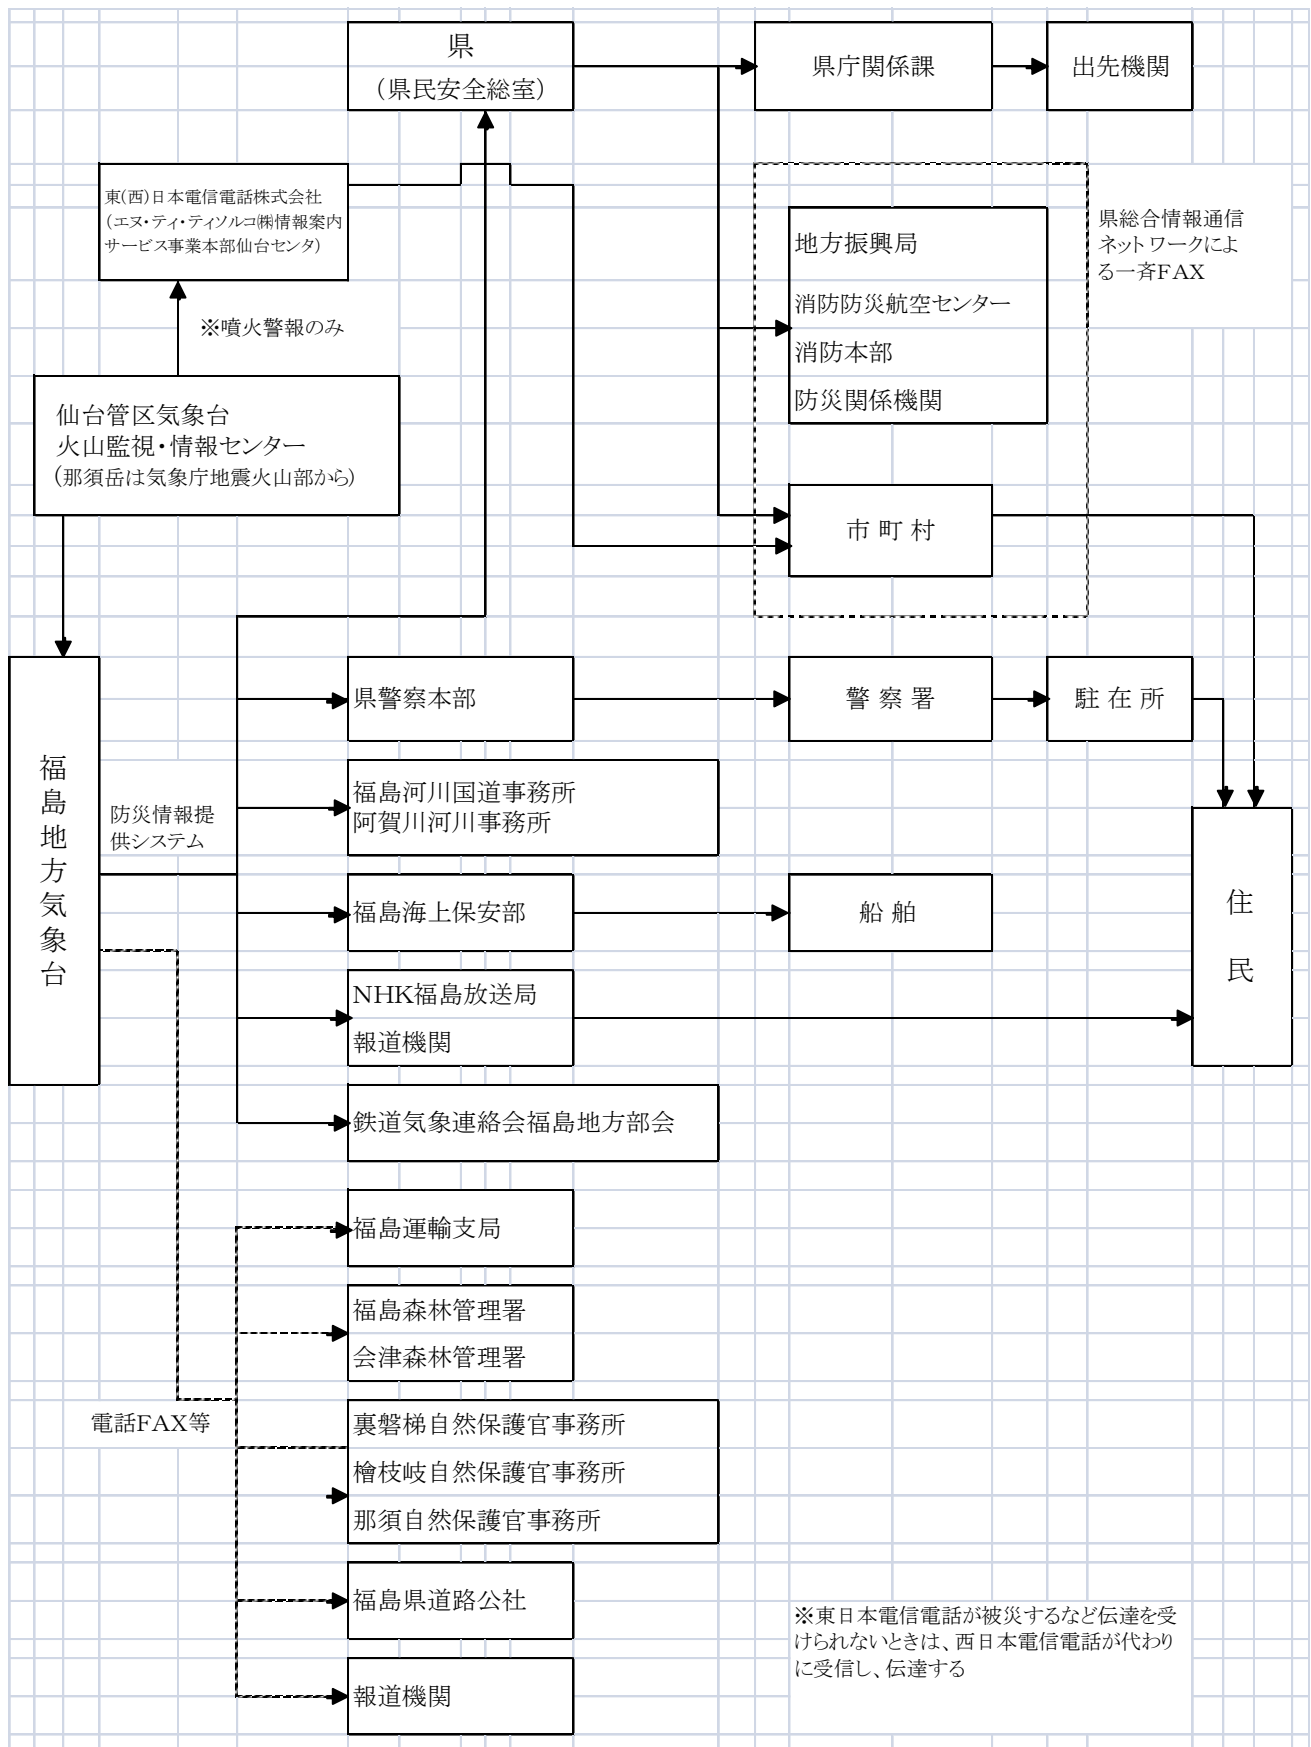 県
（県民安全総室）
県庁関係課
出先機関
東(西)日本電信電話株式会社
（エヌ・ティ・ティソルコ㈱情報案内
サービス事業本部仙台センタ）
地方振興局
消防防災航空センター
消防本部
防災関係機関
県総合情報通信
ネットワークによ
る一斉FAX
※噴火警報のみ
仙台管区気象台
火山監視・情報センター
(那須岳は気象庁地震火山部から)
市 町 村
福島地方気象台
防災情報提
供システム
県警察本部
警 察 署
駐 在 所
福島河川国道事務所
阿賀川河川事務所
福島海上保安部
船 舶
住民
NHK福島放送局
報道機関
鉄道気象連絡会福島地方部会
福島運輸支局
福島森林管理署
会津森林管理署
電話FAX等
裏磐梯自然保護官事務所
檜枝岐自然保護官事務所
那須自然保護官事務所
福島県道路公社
報道機関
※東日本電信電話が被災するなど伝達を受
けられないときは、西日本電信電話が代わり
に受信し、伝達する